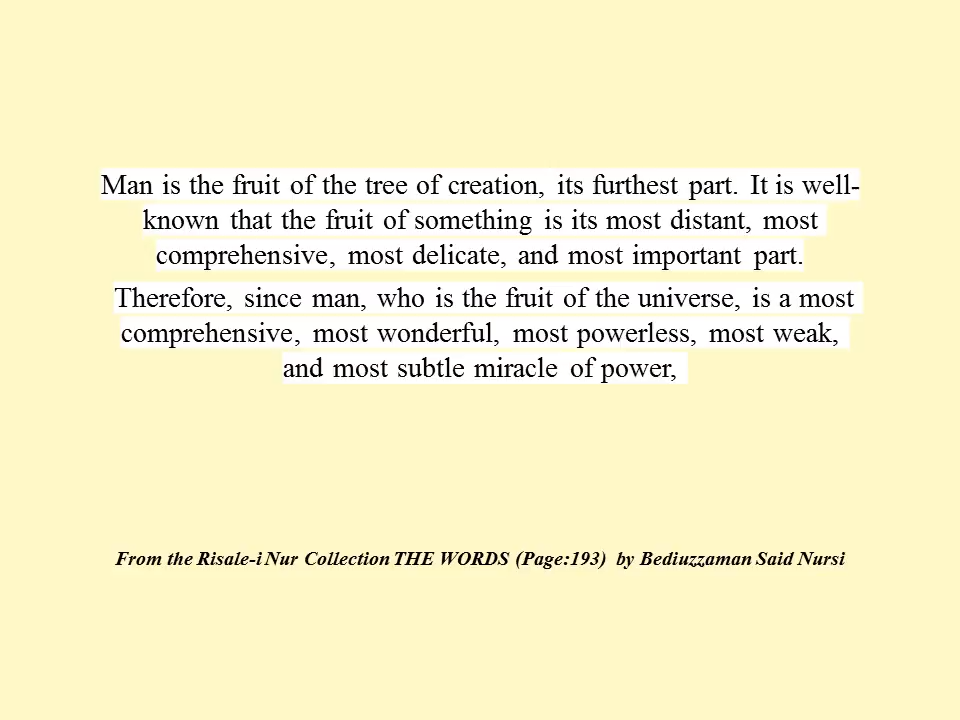 Man is the fruit of the tree of creation, its furthest part. It is well-
known that the fruit of something is its most distant, most
comprehensive, most delicate, and most important part.
Therefore, since man, who is the fruit of the universe, is a most
comprehensive, most wonderful, most powerless, most weak,
and most subtle miracle of power,
From the Risale-i Nur Collection THE WORDS (Page:193) by Bediuzzaman Said Nursi